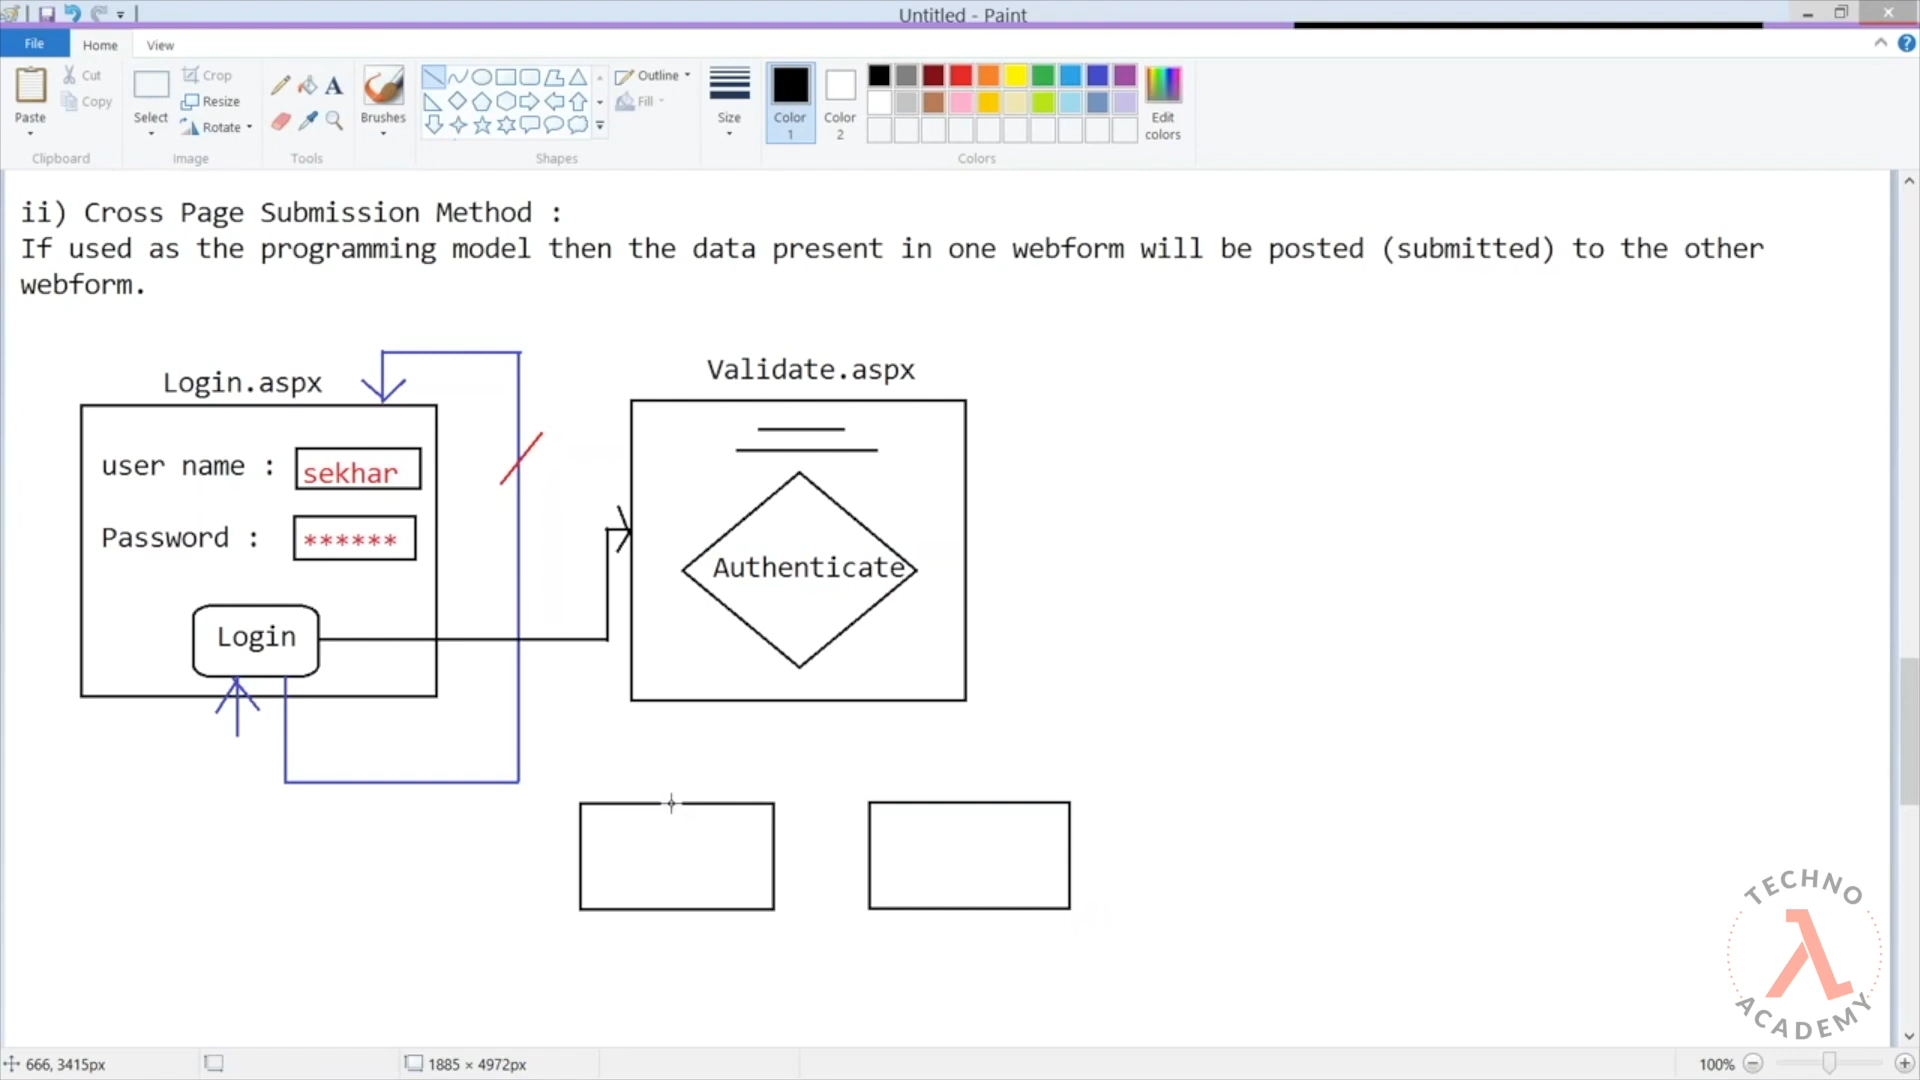 Untitled - Paint
File Home View
Paste
Cut
Copy
Clipboard
Select
Crop
Resize
Rotate
Image
Tools
Brushes
Shapes
Outline
Fill
Size
Color 1
Color 2
Edit colors
Colors
ii) Cross Page Submission Method :
If used as the programming model then the data present in one webform will be posted (submitted) to the other
webform.
Login.aspx
Validate.aspx
user name : sekhar
Password : ******
Authenticate
Login
TECHNO
ACADEMY
666, 3415px
1885 × 4972px
100%